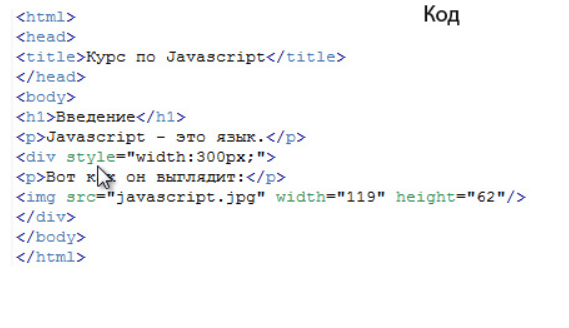 Код
<html>
<head>
<title>Курс по Javascript</title>
</head>
<body>
<h1>Введение</h1>
<p>Javascript - это язык.</p>
<div style="width:300px;">
<p>Вот как он выглядит:</p>
<img src="javascript.jpg" width="119" height="62"/>
</div>
</body>
</html>